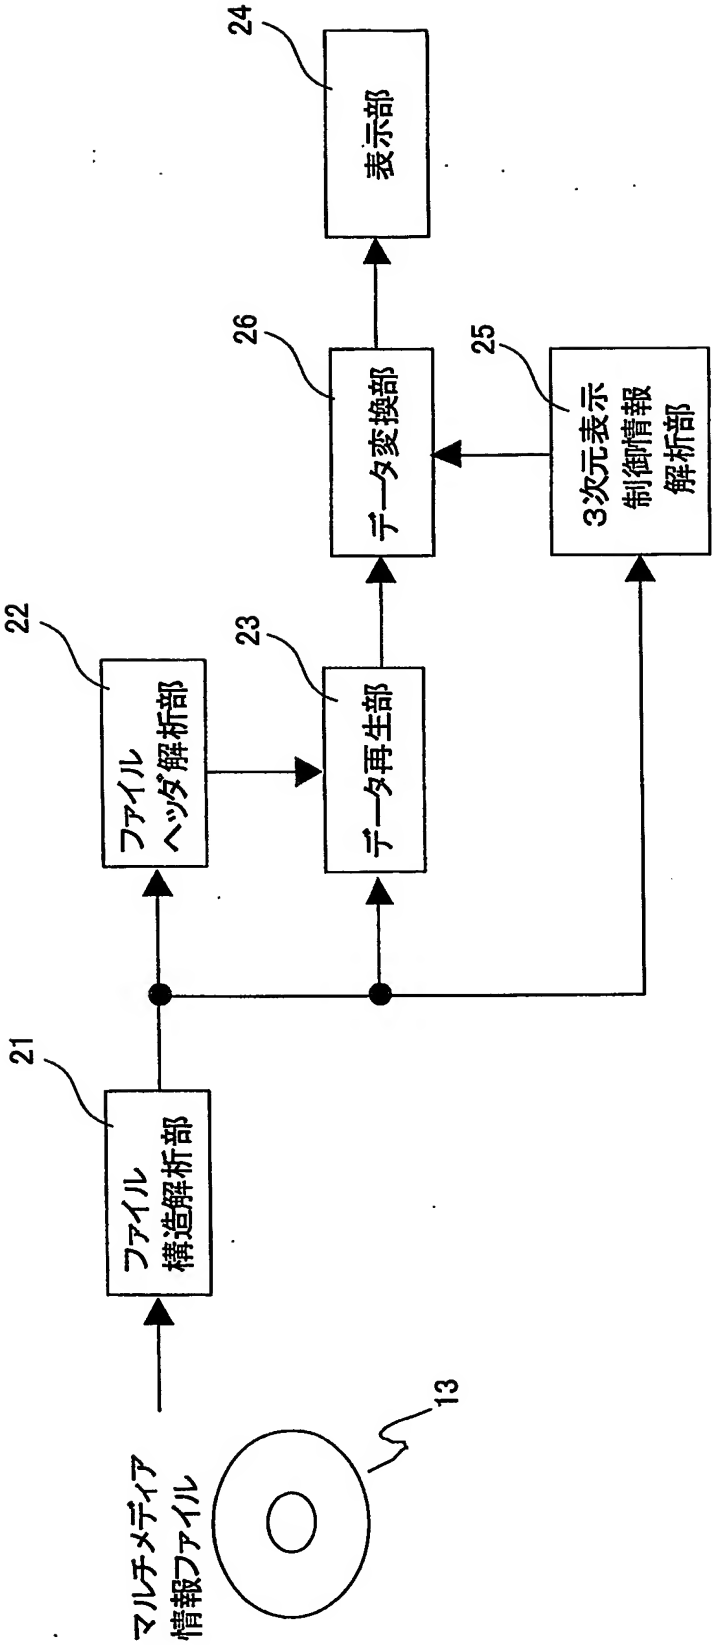 マルチメディア
情報ファイル
13
21
ファイル
構造解析部
22
ファイル
ヘッダ解析部
23
データ再生部
26
データ変換部
25
3次元表示
制御情報
解析部
24
表示部